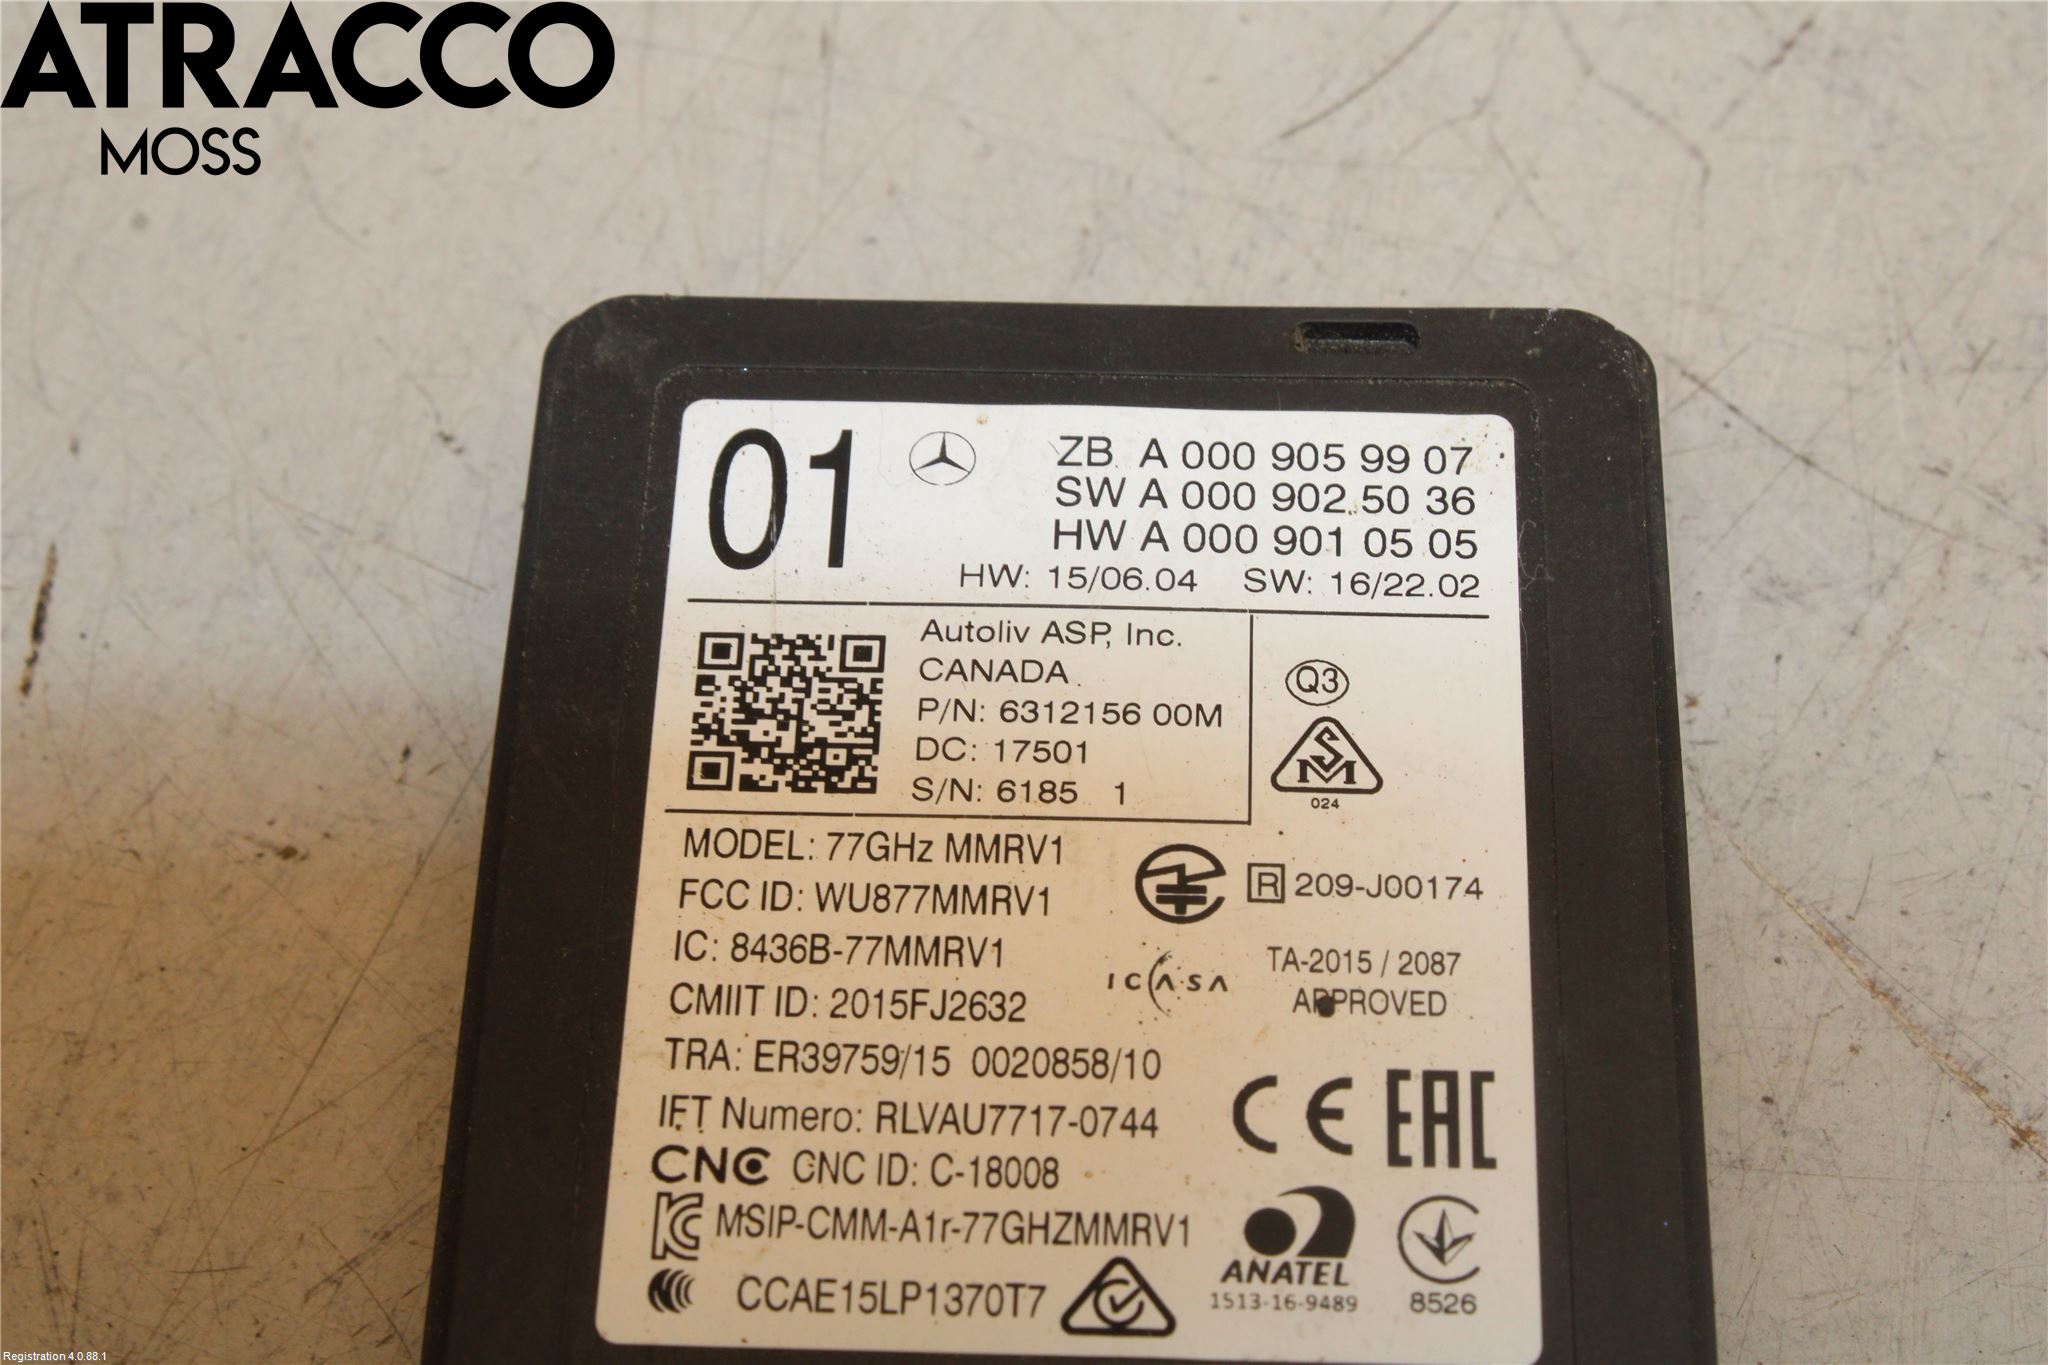 ATRACCO
MOSS
01
ZB A 000 905 99 07
SW A 000 902 50 36
HW A 000 901 05 05
HW: 15/06.04 SW: 16/22.02
Autoliv ASP, Inc.
CANADA
P/N: 6312156 00M
DC: 17501
S/N: 6185 1
Q3
SM
024
MODEL: 77GHz MMRV1
FCC ID: WU877MMRV1
R 209-J00174
IC: 8436B-77MMRV1
ICASA
TA-2015 / 2087
APPROVED
CMIIT ID: 2015FJ2632
TRA: ER39759/15 0020858/10
IFT Numero: RLVAU7717-0744
CE EAC
CNC CNC ID: C-18008
KC MSIP-CMM-A1r-77GHZMMRV1
ANATEL
1513-16-9489
8526
CCAE15LP1370T7
Registration 4.0.88.1